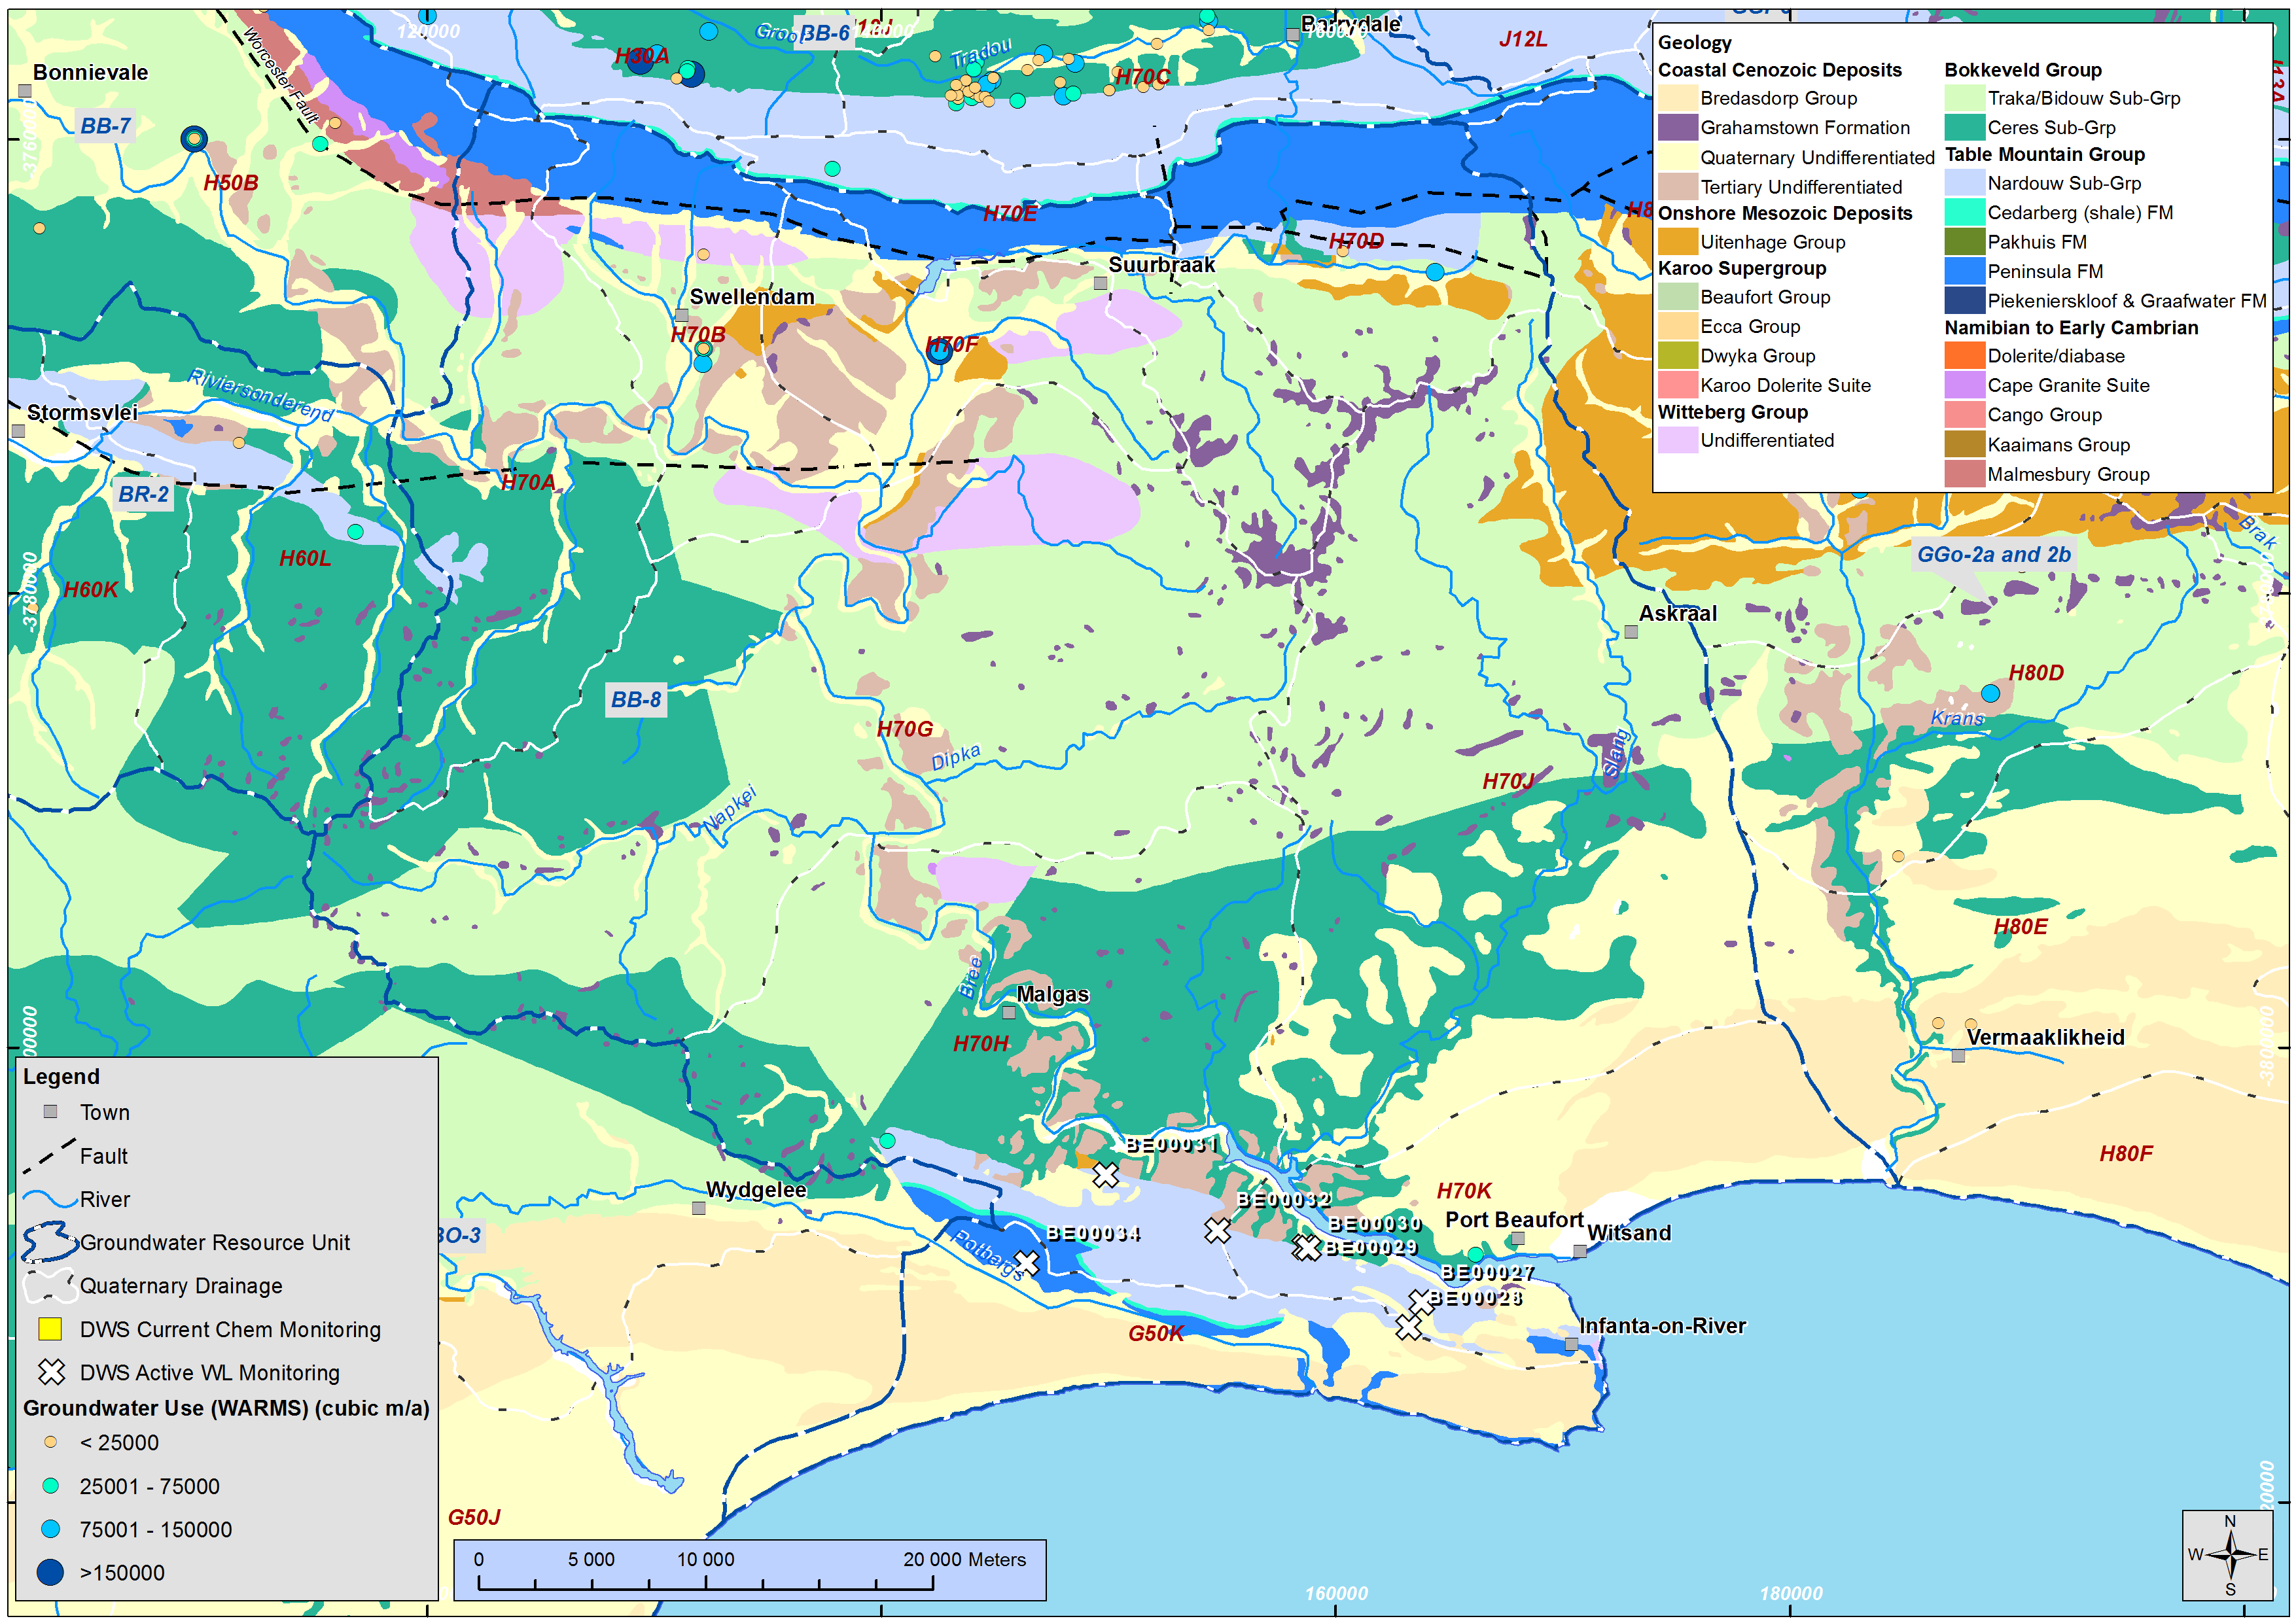 Barrydale
120000
BB-6
Tradou
J12L
H30A
H70C
Bonnievale
Worcester Fault
BB-7
H50B
H70E
H70D
Suurbraak
Swellendam
H70B
H70F
Riviersonderend
Stormsvlei
BR-2
H70A
H60L
H60K
-3780000
Brak
GGo-2a and 2b
Askraal
H80D
BB-8
Krans
H70G
Dipka
Slang
H70J
Napkei
H80E
Bree
Malgas
H70H
Vermaaklikheid
-3800000
BE00031
H80F
Wydgelee
BE00032
H70K
BE00034
BE00030
Port Beaufort
Witsand
BE00029
Potbergs
BE00027
BE00028
Infanta-on-River
G50K
G50J
160000
180000
Geology
Coastal Cenozoic Deposits
Bredasdorp Group
Grahamstown Formation
Quaternary Undifferentiated
Tertiary Undifferentiated
Onshore Mesozoic Deposits
Uitenhage Group
Karoo Supergroup
Beaufort Group
Ecca Group
Dwyka Group
Karoo Dolerite Suite
Witteberg Group
Undifferentiated
Bokkeveld Group
Traka/Bidouw Sub-Grp
Ceres Sub-Grp
Table Mountain Group
Nardouw Sub-Grp
Cedarberg (shale) FM
Pakhuis FM
Peninsula FM
Piekenierskloof & Graafwater FM
Namibian to Early Cambrian
Dolerite/diabase
Cape Granite Suite
Cango Group
Kaaimans Group
Malmesbury Group
Legend
Town
Fault
River
Groundwater Resource Unit
Quaternary Drainage
DWS Current Chem Monitoring
DWS Active WL Monitoring
Groundwater Use (WARMS) (cubic m/a)
< 25000
25001 - 75000
75001 - 150000
>150000
0 5 000 10 000 20 000 Meters
N
W E
S